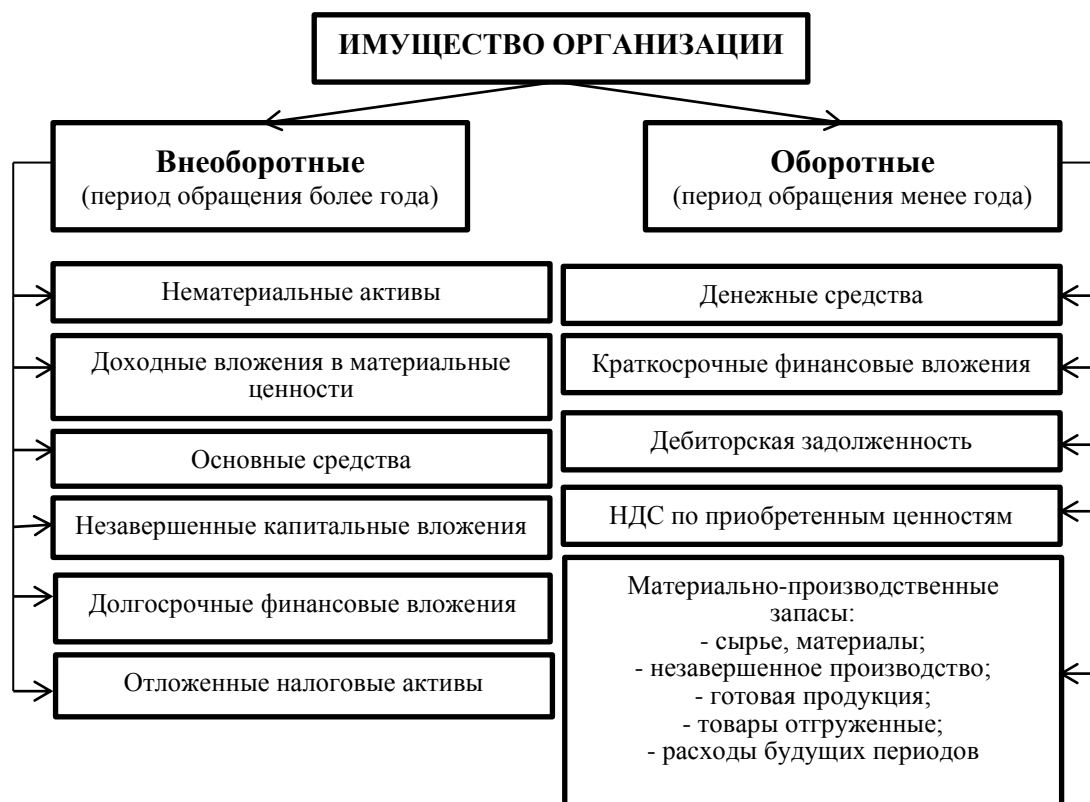 ИМУЩЕСТВО ОРГАНИЗАЦИИ
Внеоборотные
(период обращения более года)
Нематериальные активы
Доходные вложения в материальные
ценности
Основные средства
Незавершенные капитальные вложения
Долгосрочные финансовые вложения
Отложенные налоговые активы
Оборотные
(период обращения менее года)
Денежные средства
Краткосрочные финансовые вложения
Дебиторская задолженность
НДС по приобретенным ценностям
Материально-производственные
запасы:
- сырье, материалы;
- незавершенное производство;
- готовая продукция;
- товары отгруженные;
- расходы будущих периодов